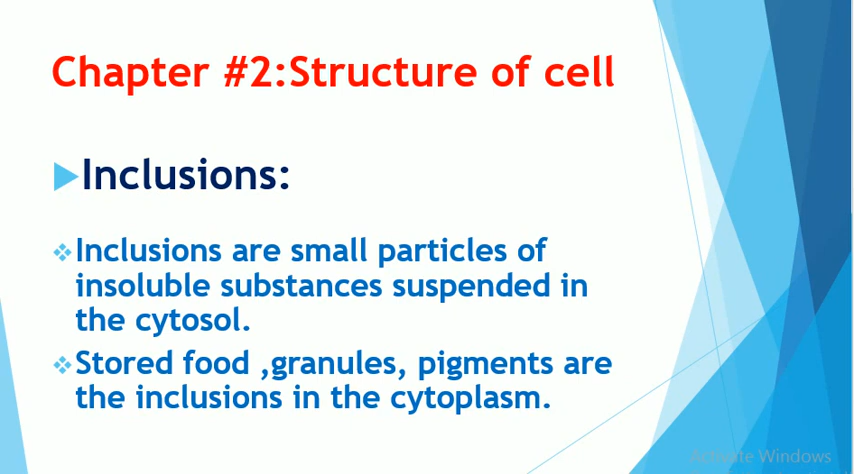 Chapter #2:Structure of cell
Inclusions:
Inclusions are small particles of
insoluble substances suspended in
the cytosol.
Stored food ,granules, pigments are
the inclusions in the cytoplasm.
Activate Windows